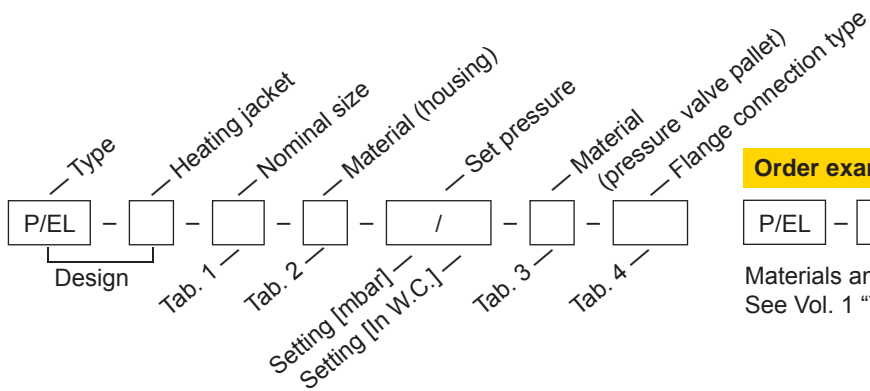 Type
Heating jacket
Nominal size
Material (housing)
Set pressure
Material
(pressure valve pallet)
Flange connection type
P/EL – – – – / – –
Design
Tab. 1
Tab. 2
Setting [mbar]
Setting [In W.C.]
Tab. 3
Tab. 4
Order
P/EL –
Materials
See Vol. 1